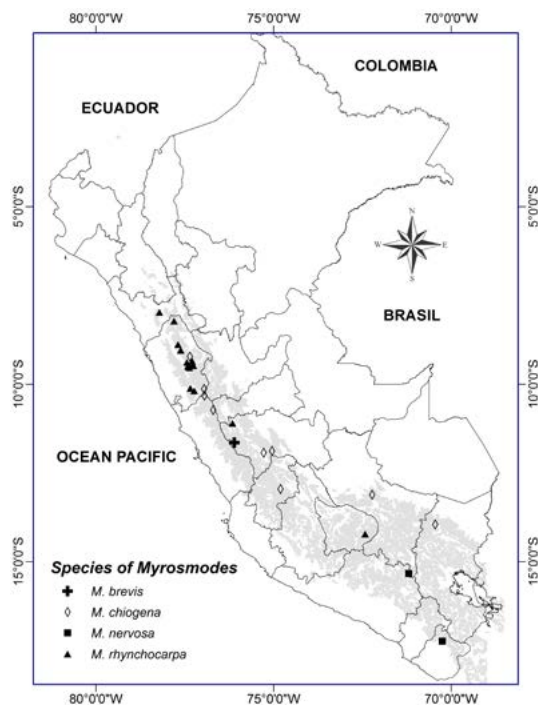 80°0'0"W 75°0'0"W 70°0'0"W
COLOMBIA
ECUADOR
5°0'0"S 5°0'0"S
N
W E
S
BRASIL
10°0'0"S 10°0'0"S
OCEAN PACIFIC
15°0'0"S 15°0'0"S
Species of Myrosmodes
M. brevis
M. chiogena
M. nervosa
M. rhynchocarpa
80°0'0"W 75°0'0"W 70°0'0"W